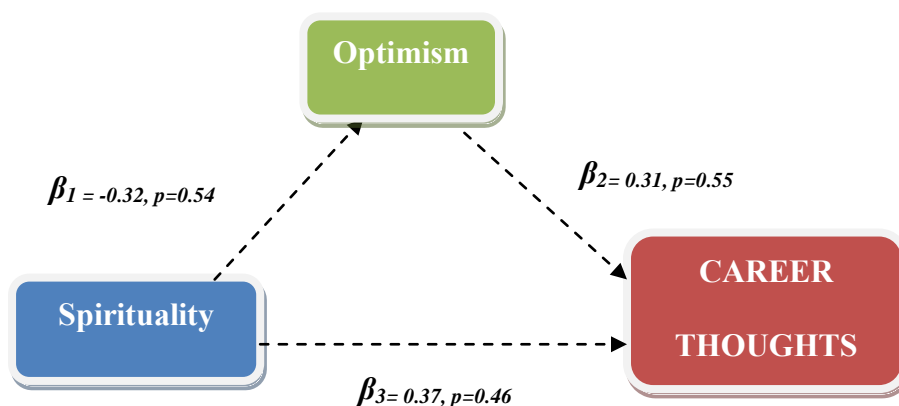 Optimism
β1 = -0.32, p=0.54
β2= 0.31, p=0.55
Spirituality
CAREER
THOUGHTS
β3= 0.37, p=0.46